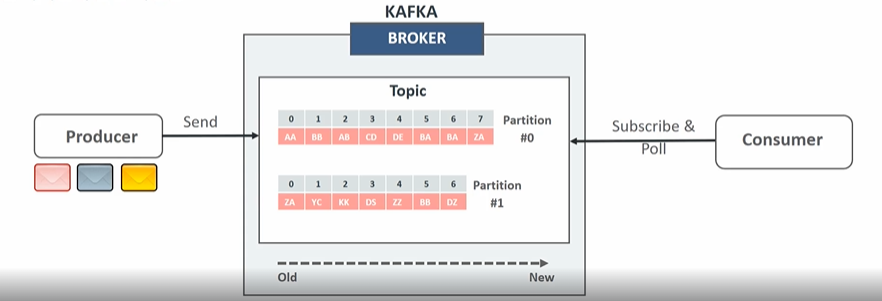 KAFKA
BROKER
Topic
Producer
Send
0 1 2 3 4 5 6 7
AA BB AB CD DE BA BA ZA
Partition
#0
0 1 2 3 4 5 6
ZA YC KK DS ZZ BB DZ
Partition
#1
Subscribe &
Poll
Consumer
Old
New